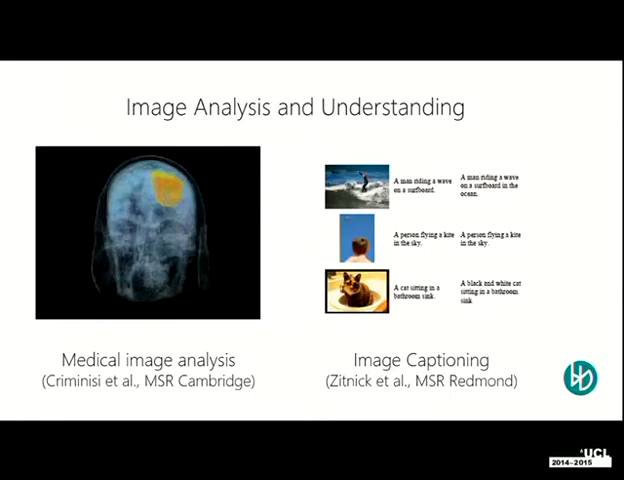 Image Analysis and Understanding
A man riding a wave
on a surfboard.
A man riding a wave
on a surfboard in the
ocean.
A person flying a kite
in the sky.
A person flying a kite
in the sky.
A cat sitting in a
bathroom sink.
A black and white cat
sitting in a bathroom
sink
Medical image analysis
(Criminisi et al., MSR Cambridge)
Image Captioning
(Zitnick et al., MSR Redmond)
UCL
2014-2015